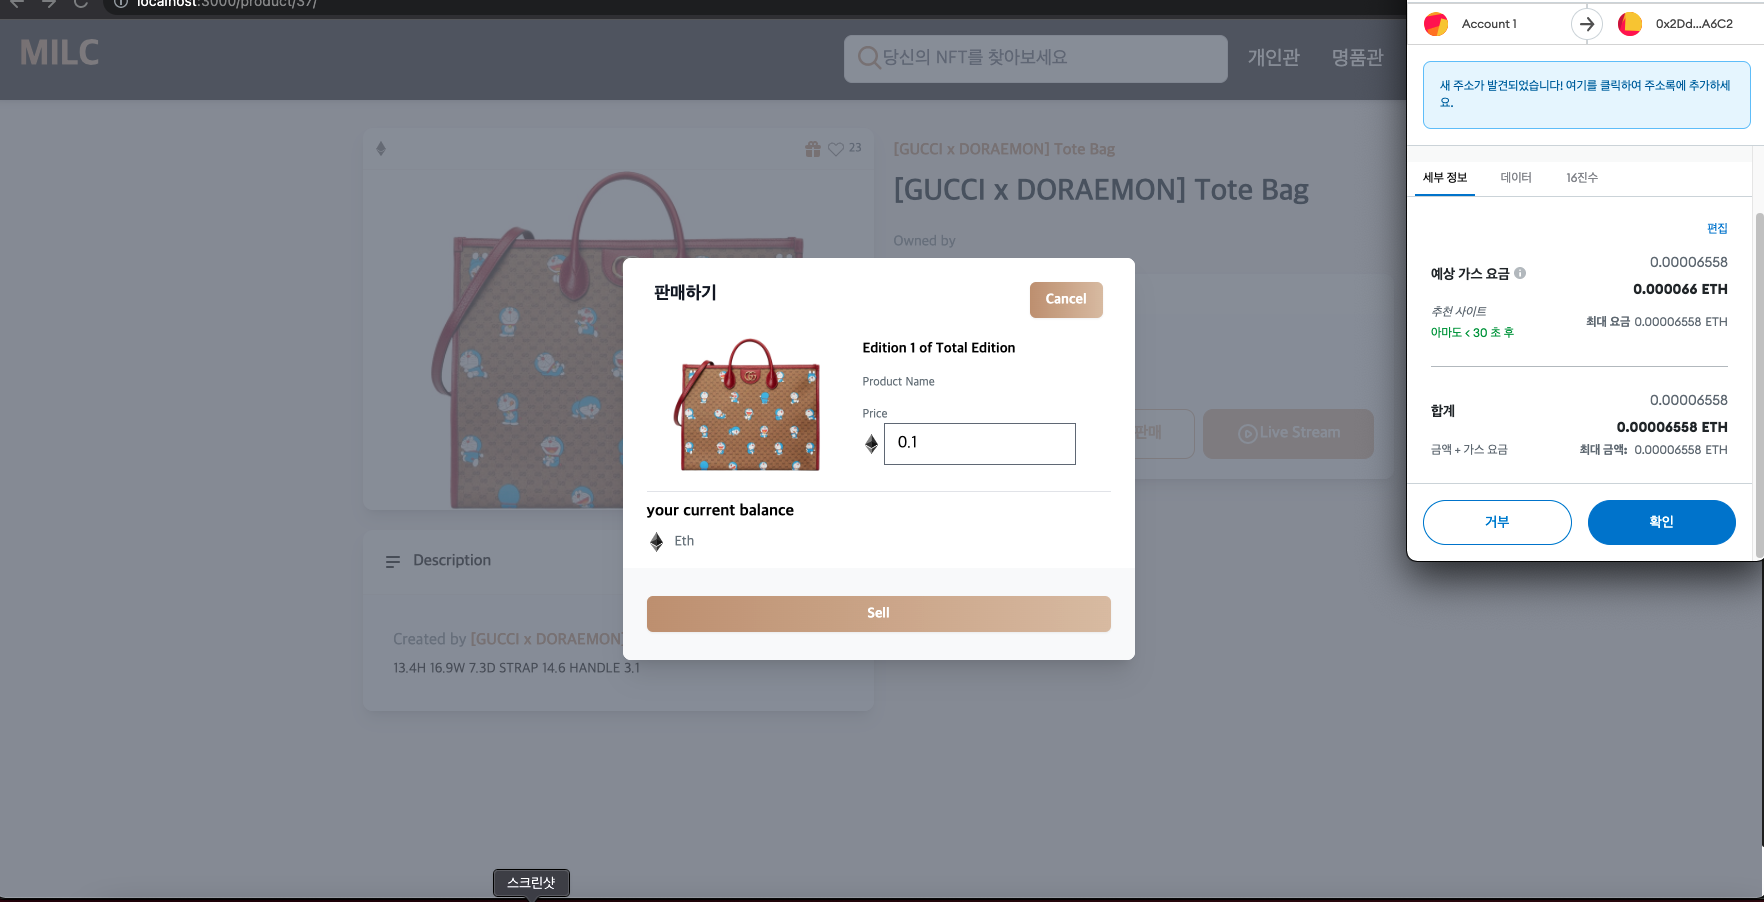 localhost:3000/product/37/
MILC
당신의 NFT를 찾아보세요
개인관
명품관
23
[GUCCI x DORAEMON] Tote Bag
[GUCCI x DORAEMON] Tote Bag
Owned by
판매
Live Stream
Description
Created by [GUCCI x DORAEMON]
13.4H 16.9W 7.3D STRAP 14.6 HANDLE 3.1
판매하기
Cancel
Edition 1 of Total Edition
Product Name
Price
0.1
your current balance
Eth
Sell
Account 1
0x2Dd...A6C2
새 주소가 발견되었습니다! 여기를 클릭하여 주소록에 추가하세
요.
세부 정보
데이터
16진수
편집
예상 가스 요금
0.00006558
0.000066 ETH
추천 사이트
아마도 < 30 초 후
최대 요금 0.00006558 ETH
합계
0.00006558
0.00006558 ETH
금액 + 가스 요금
최대 금액: 0.00006558 ETH
거부
확인
스크린샷